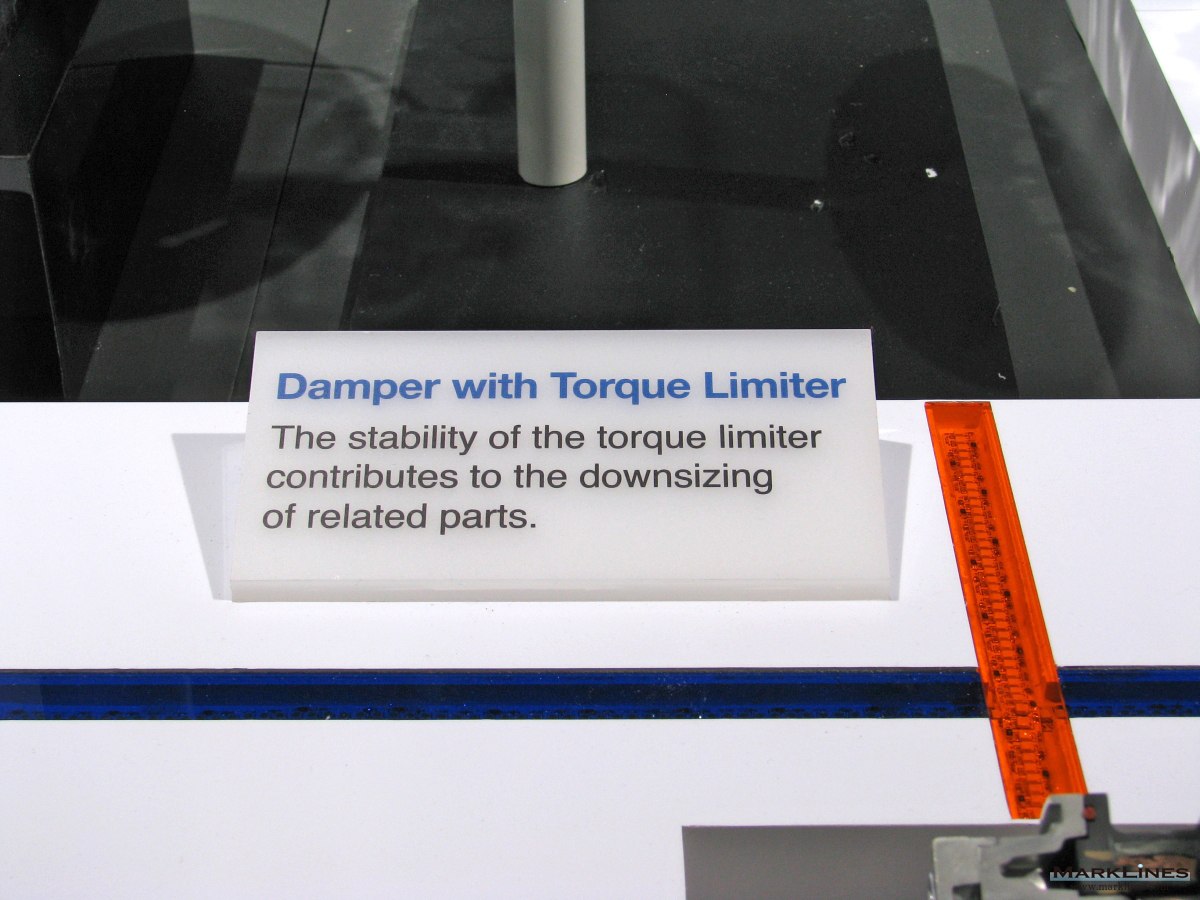 Damper with Torque Limiter
The stability of the torque limiter
contributes to the downsizing
of related parts.
MARKLINES